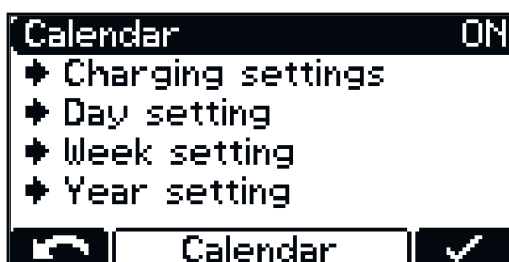 Calendar ON
Charging settings
Day setting
Week setting
Year setting
Calendar